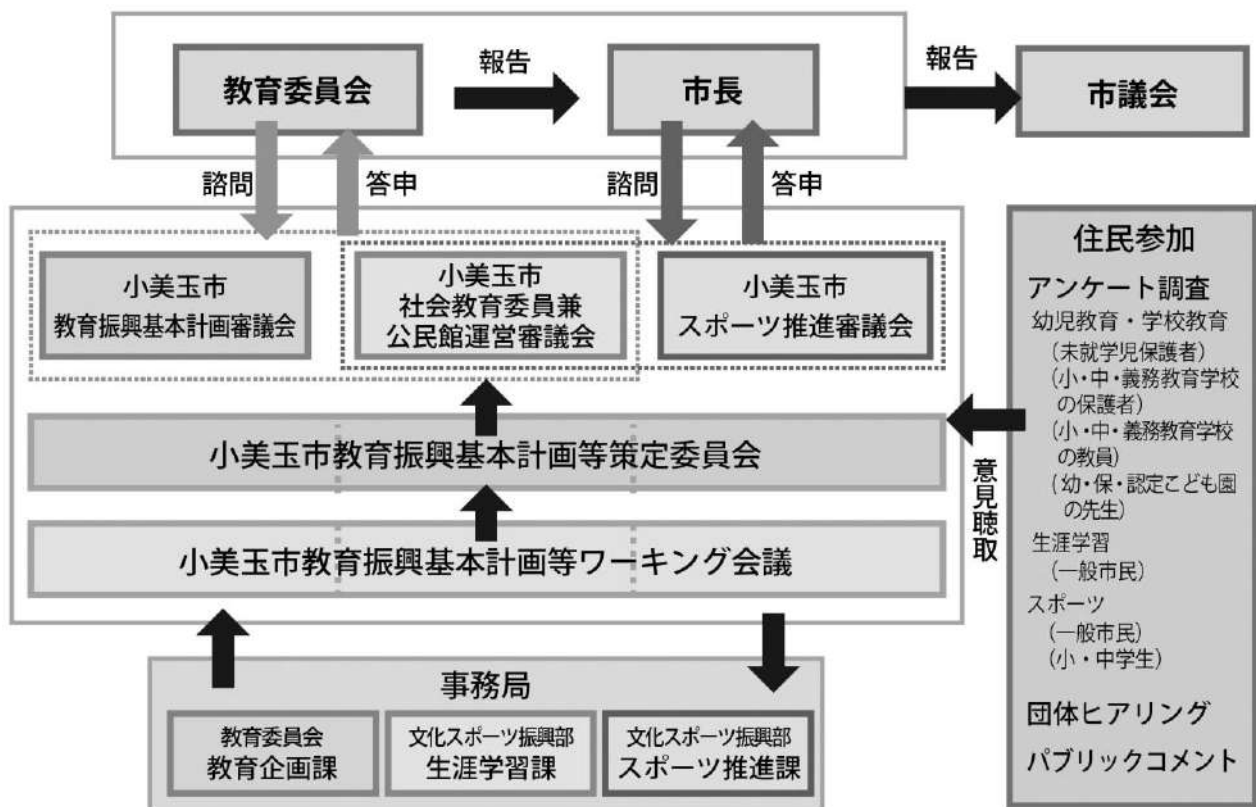 教育委員会
報告
市長
報告
市議会
諮問
答申
諮問
答申
小美玉市
教育振興基本計画審議会
小美玉市
社会教育委員兼
公民館運営審議会
小美玉市
スポーツ推進審議会
小美玉市教育振興基本計画等策定委員会
小美玉市教育振興基本計画等ワーキング会議
意見聴取
住民参加
アンケート調査
幼児教育・学校教育
(未就学児保護者)
(小・中・義務教育学校
の保護者)
(小・中・義務教育学校
の教員)
(幼・保・認定こども園
の先生)
生涯学習
(一般市民)
スポーツ
(一般市民)
(小・中学生)
団体ヒアリング
パブリックコメント
事務局
教育委員会
教育企画課
文化スポーツ振興部
生涯学習課
文化スポーツ振興部
スポーツ推進課